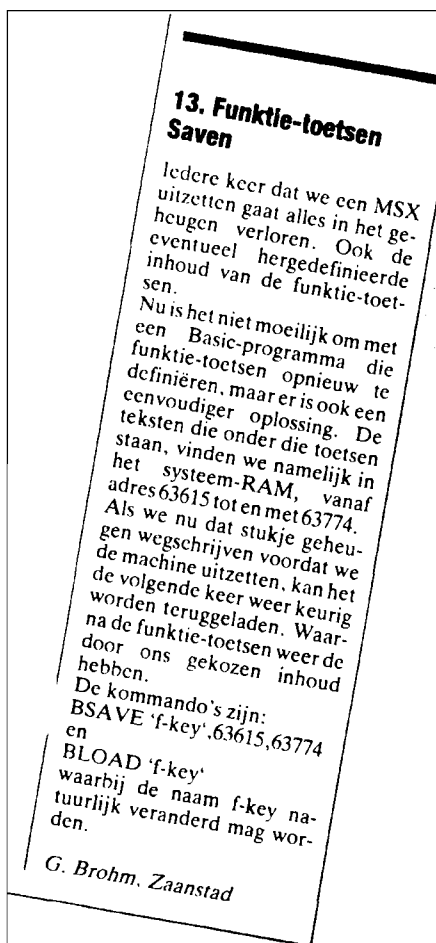 13. Funktie-toetsen
Saven
Iedere keer dat we een MSX
uitzetten gaat alles in het ge-
heugen verloren. Ook de
eventueel hergedefinieerde
inhoud van de funktie-toet-
sen.
Nu is het niet moeilijk om met
een Basic-programma die
funktie-toetsen opnieuw te
definiëren, maar er is ook een
eenvoudiger oplossing. De
teksten die onder die toetsen
staan, vinden we namelijk in
het systeem-RAM, vanaf
adres 63615 tot en met 63774.
Als we nu dat stukje geheu-
gen wegschrijven voordat we
de machine uitzetten, kan het
de volgende keer weer keurig
worden teruggeladen. Waar-
na de funktie-toetsen weer de
door ons gekozen inhoud
hebben.
De kommando's zijn:
BSAVE 'f-key',63615,63774
en
BLOAD 'f-key'
waarbij de naam f-key na-
tuurlijk veranderd mag wor-
den.
G. Brohm, Zaanstad